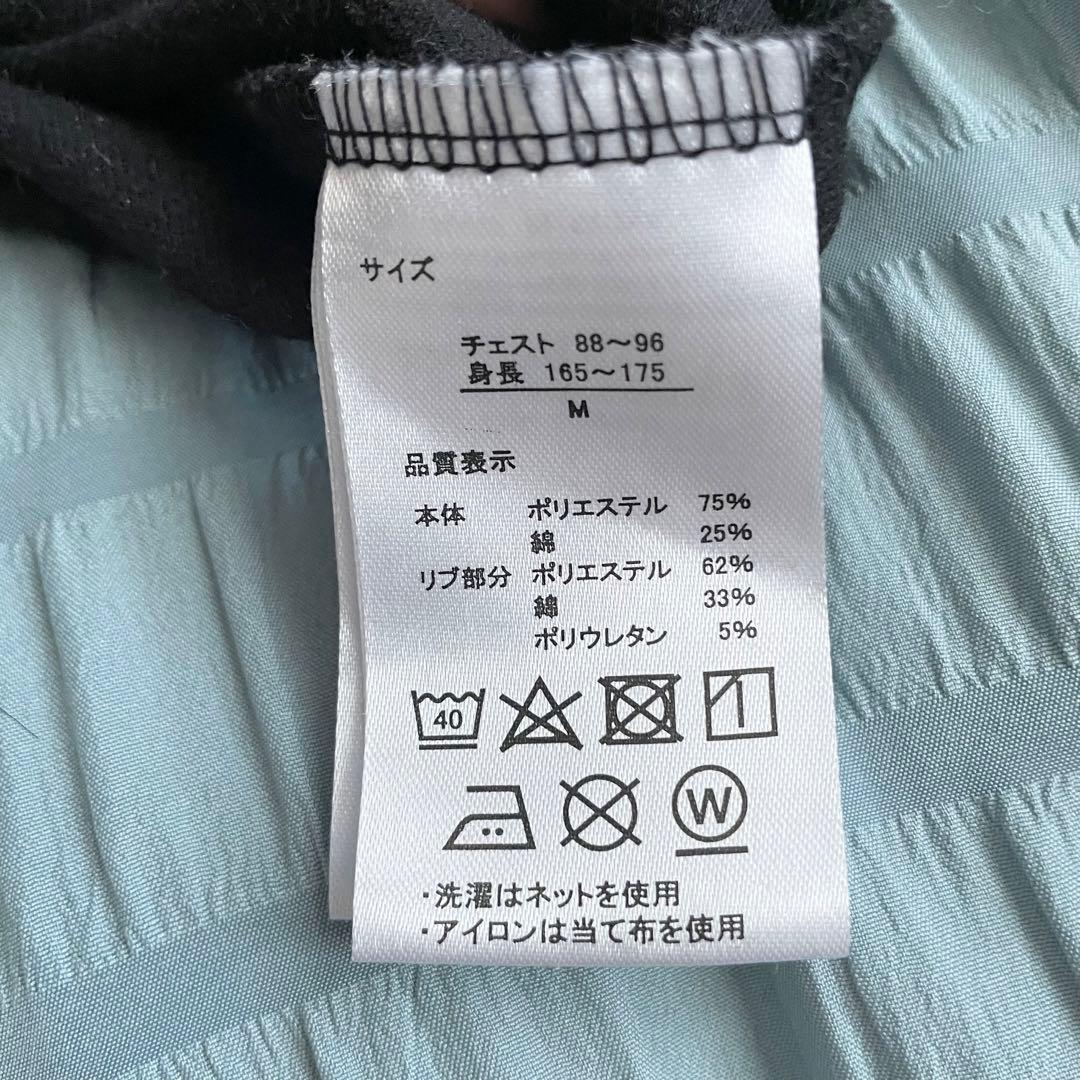 サイズ
チェスト 88～96
身長 165～175
M
品質表示
本体 ポリエステル 75%
綿 25%
リブ部分 ポリエステル 62%
綿 33%
ポリウレタン 5%
40
W
・洗濯はネットを使用
・アイロンは当て布を使用